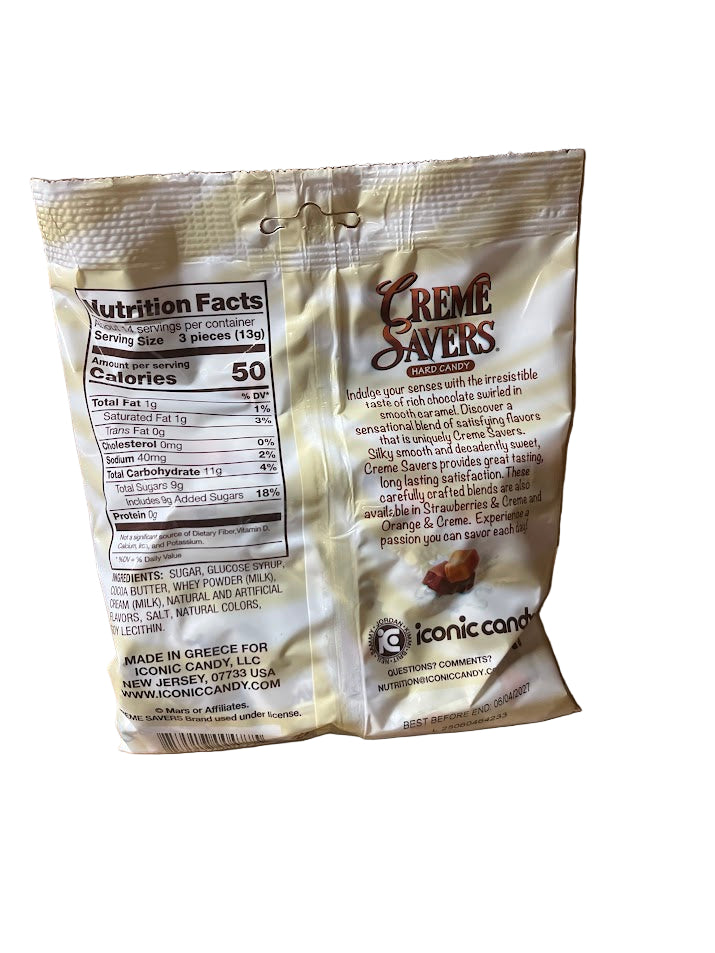 Nutrition Facts
About 14 servings per container
Serving Size 3 pieces (13g)
Amount per serving
Calories 50
% DV*
Total Fat 1g 1%
Saturated Fat 1g 3%
Trans Fat 0g
Cholesterol 0mg 0%
Sodium 40mg 2%
Total Carbohydrate 11g 4%
Total Sugars 9g
Includes 9g Added Sugars 18%
Protein 0g
Not a significant source of Dietary Fiber, Vitamin D,
Calcium, Iron, and Potassium.
*%DV = % Daily Value
INGREDIENTS: SUGAR, GLUCOSE SYRUP,
COCOA BUTTER, WHEY POWDER (MILK),
CREAM (MILK), NATURAL AND ARTIFICIAL
FLAVORS, SALT, NATURAL COLORS,
SOY LECITHIN.
MADE IN GREECE FOR
ICONIC CANDY, LLC
NEW JERSEY, 07733 USA
WWW.ICONICCANDY.COM
© Mars or Affiliates.
EME SAVERS Brand used under license.
CREME
SAVERS
HARD CANDY
Indulge your senses with the irresistible
taste of rich chocolate swirled in
smooth caramel. Discover a
sensational blend of satisfying flavors
that is uniquely Creme Savers.
Silky smooth and decadently sweet,
Creme Savers provides great tasting,
long lasting satisfaction. These
carefully crafted blends are also
available in Strawberries & Creme and
Orange & Creme. Experience a
passion you can savor each day!
ic iconic candy
QUESTIONS? COMMENTS?
NUTRITION@ICONICCANDY.C
BEST BEFORE END: 06/04/2027
L 25060464233